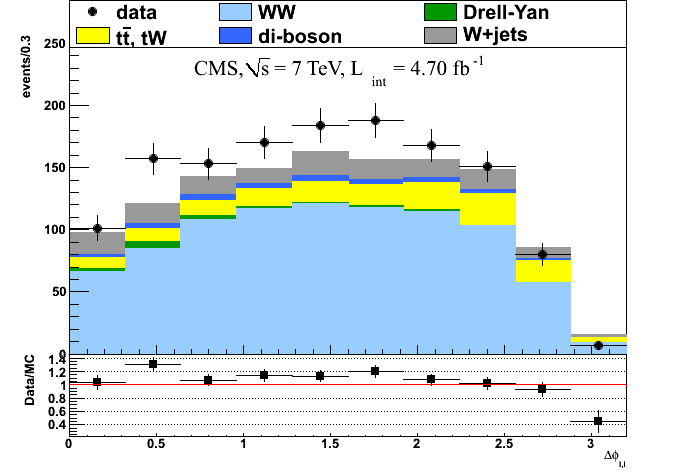 data
WW
Drell-Yan
tt̅, tW
di-boson
W+jets
events/0.3
CMS, √s = 7 TeV, L int = 4.70 fb⁻¹
250
200
150
100
50
0
Data/MC
1.4
1.2
1
0.8
0.6
0.4
0 0.5 1 1.5 2 2.5 3
Δϕ l,l